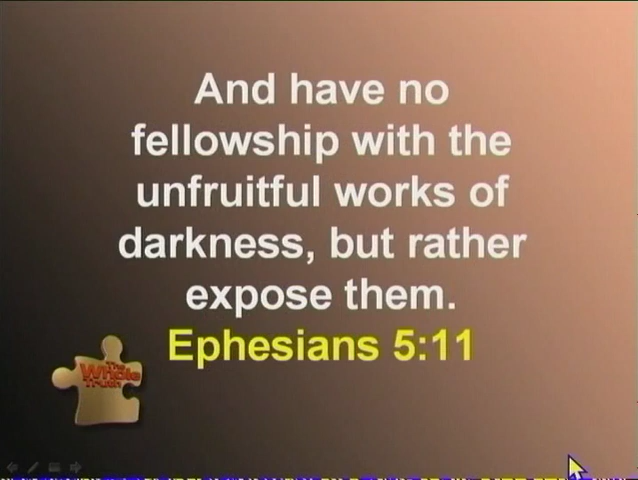 And have no
fellowship with the
unfruitful works of
darkness, but rather
expose them.
Ephesians 5:11
The
Whole
Truth